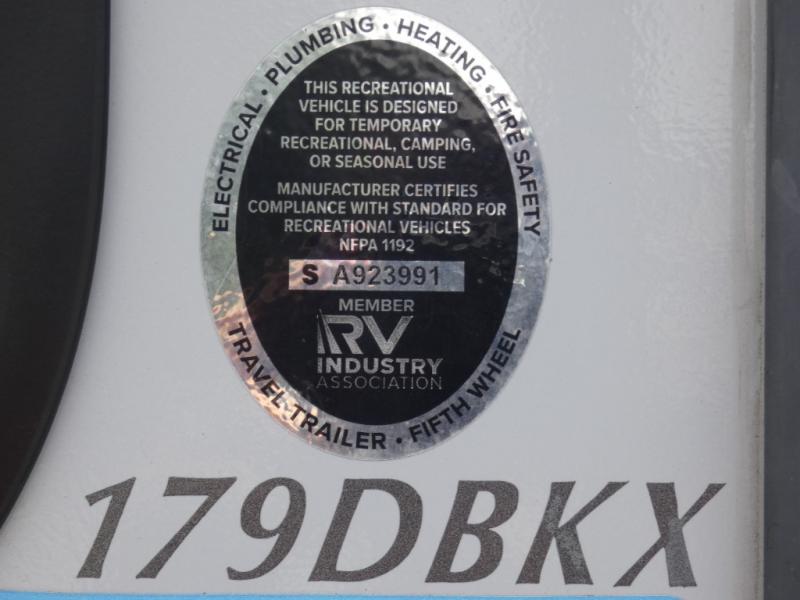 ELECTRICAL • PLUMBING • HEATING • FIRE SAFETY
THIS RECREATIONAL
VEHICLE IS DESIGNED
FOR TEMPORARY
RECREATIONAL, CAMPING,
OR SEASONAL USE
MANUFACTURER CERTIFIES
COMPLIANCE WITH STANDARD FOR
RECREATIONAL VEHICLES
NFPA 1192
S A923991
MEMBER
RV
INDUSTRY
ASSOCIATION
TRAVEL TRAILER • FIFTH WHEEL
179DBKX